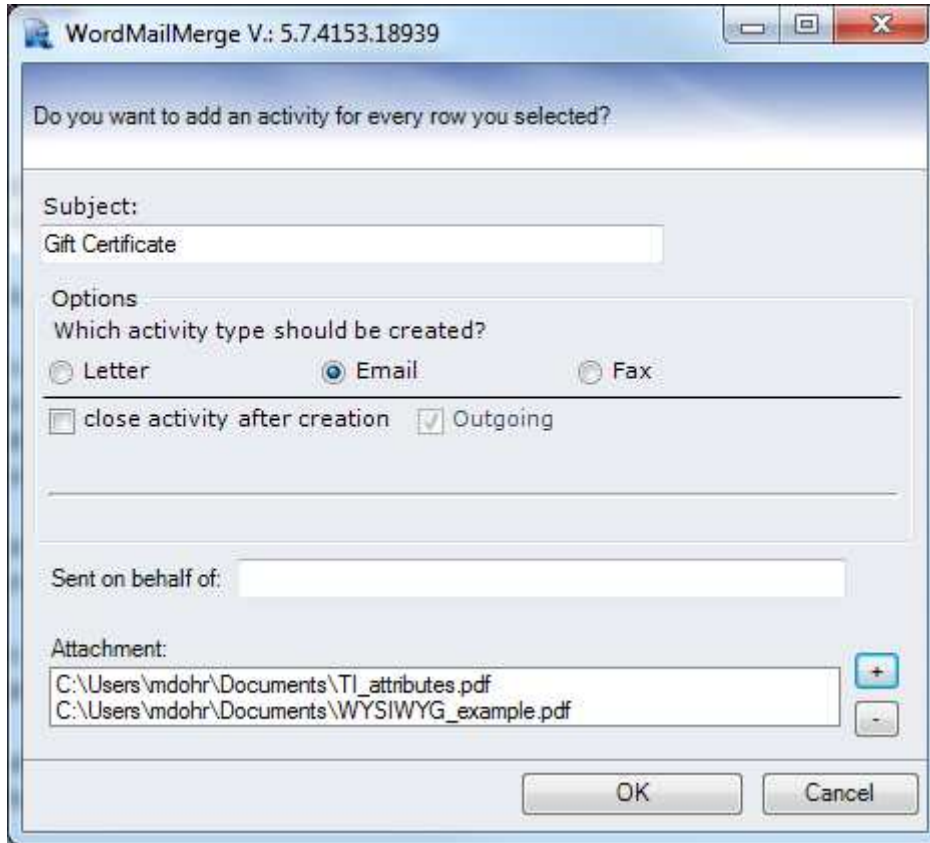 WordMailMerge V.: 5.7.4153.18939
Do you want to add an activity for every row you selected?
Subject:
Gift Certificate
Options
Which activity type should be created?
Letter Email Fax
close activity after creation Outgoing
Sent on behalf of:
Attachment:
C:\Users\mdohr\Documents\TI_attributes.pdf
C:\Users\mdohr\Documents\WYSIWYG_example.pdf
+
-
OK Cancel